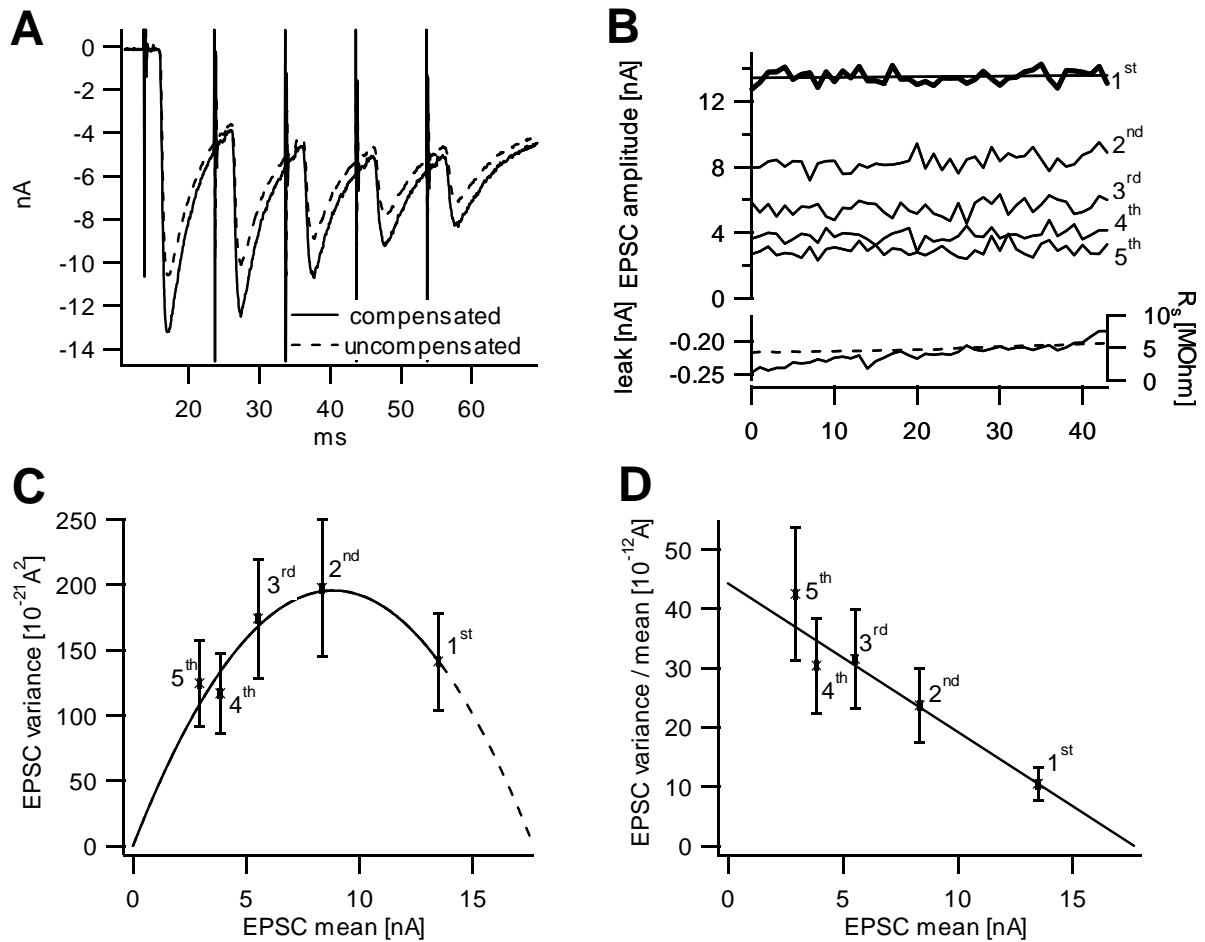 A
0
-2
-4
-6
-8
-10
-12
-14
nA
compensated
uncompensated
20 30 40 50 60
ms
B
EPSC amplitude [nA]
12
8
4
0
1st
2nd
3rd
4th
5th
leak [nA]
-0.20
-0.25
10
5
0
Rs [MOhm]
0 10 20 30 40
C
EPSC variance [10-21A2]
250
200
150
100
50
0
5th
4th
3rd
2nd
1st
0 5 10 15
EPSC mean [nA]
D
EPSC variance / mean [10-12A]
50
40
30
20
10
0
5th
4th
3rd
2nd
1st
0 5 10 15
EPSC mean [nA]